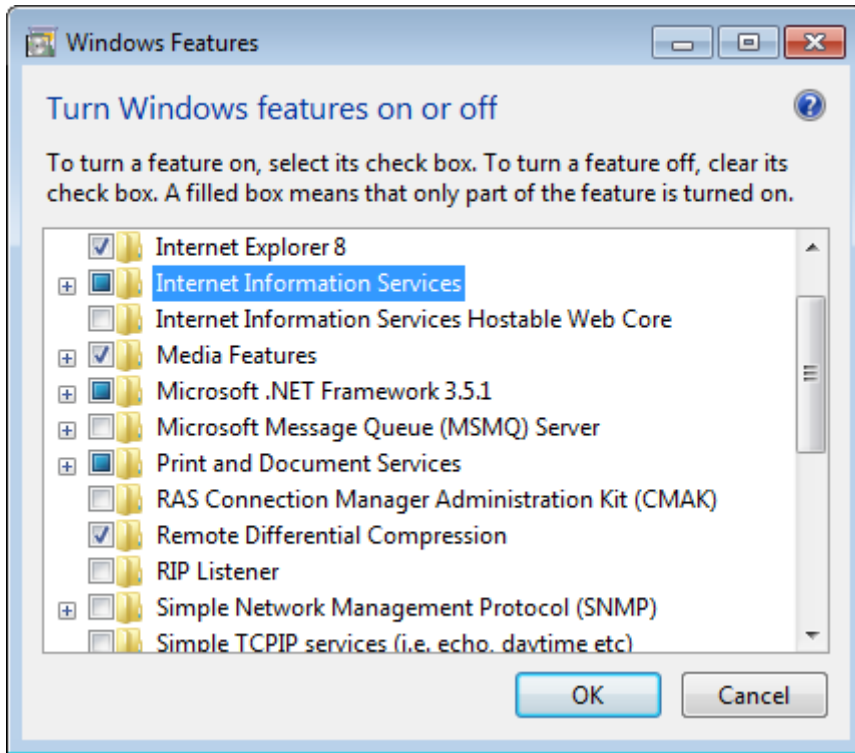 Windows Features
Turn Windows features on or off
To turn a feature on, select its check box. To turn a feature off, clear its
check box. A filled box means that only part of the feature is turned on.
Internet Explorer 8
Internet Information Services
Internet Information Services Hostable Web Core
Media Features
Microsoft .NET Framework 3.5.1
Microsoft Message Queue (MSMQ) Server
Print and Document Services
RAS Connection Manager Administration Kit (CMAK)
Remote Differential Compression
RIP Listener
Simple Network Management Protocol (SNMP)
Simple TCPIP services (i.e. echo, daytime etc)
OK
Cancel